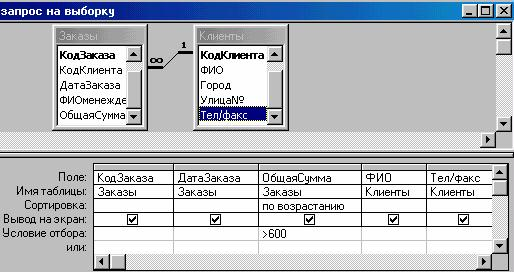 запрос на выборку
Заказы
КодЗаказа
КодКлиента
ДатаЗаказа
ФИОменежде
ОбщаяСумма
∞ 1
Клиенты
КодКлиента
ФИО
Город
Улица№
Тел/факс
Поле: КодЗаказа ДатаЗаказа ОбщаяСумма ФИО Тел/факс
Имя таблицы: Заказы Заказы Заказы Клиенты Клиенты
Сортировка: по возрастанию
Вывод на экран:
Условие отбора: >600
или: